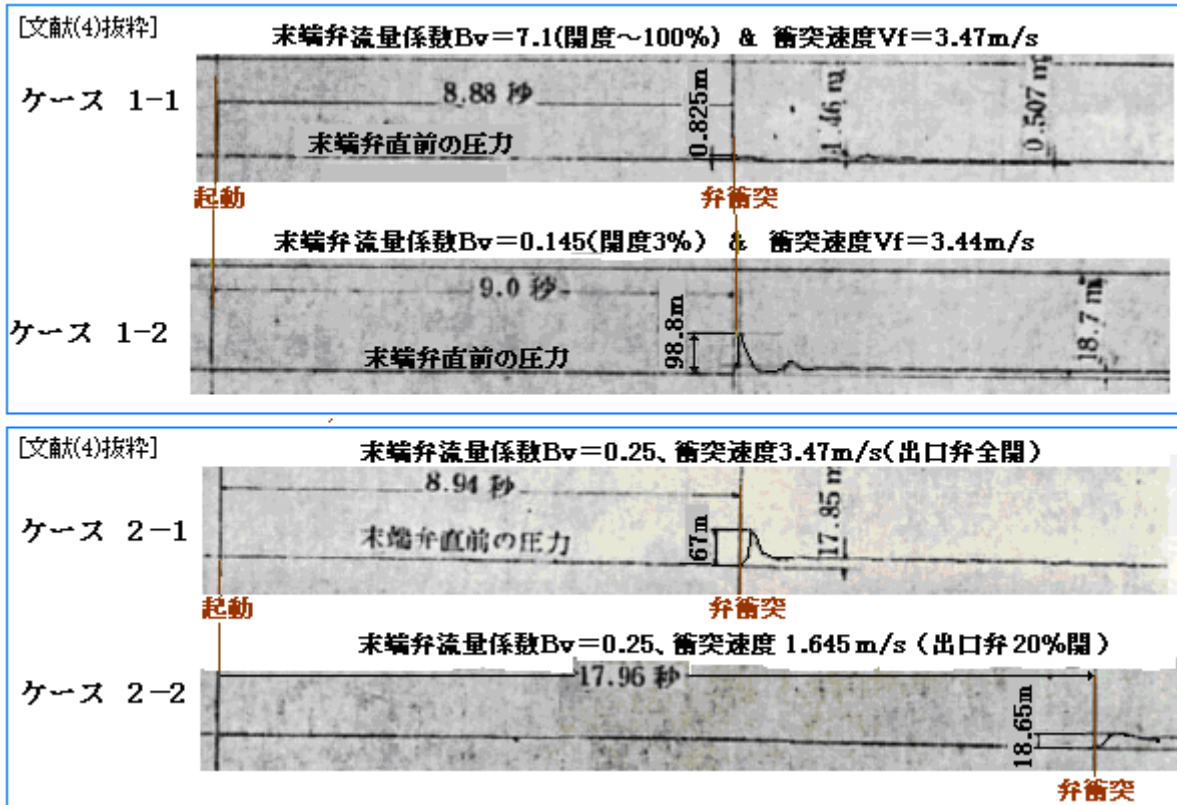 [文献(4)抜粋]
末端弁流量係数Bv=7.1(開度～100%) & 衝突速度Vf=3.47m/s
ケース 1-1
8.88 秒
0.825m
1.46 m
0.507 m
末端弁直前の圧力
起動
弁衝突
末端弁流量係数Bv=0.145(開度3%) & 衝突速度Vf=3.44m/s
ケース 1-2
9.0 秒
98.8m
18.7 m
末端弁直前の圧力
[文献(4)抜粋]
末端弁流量係数Bv=0.25、衝突速度3.47m/s(出口弁全開)
ケース 2-1
8.94 秒
67m
17.85 m
末端弁直前の圧力
起動
弁衝突
末端弁流量係数Bv=0.25、衝突速度 1.645m/s (出口弁20%開)
ケース 2-2
17.96 秒
18.65m
弁衝突